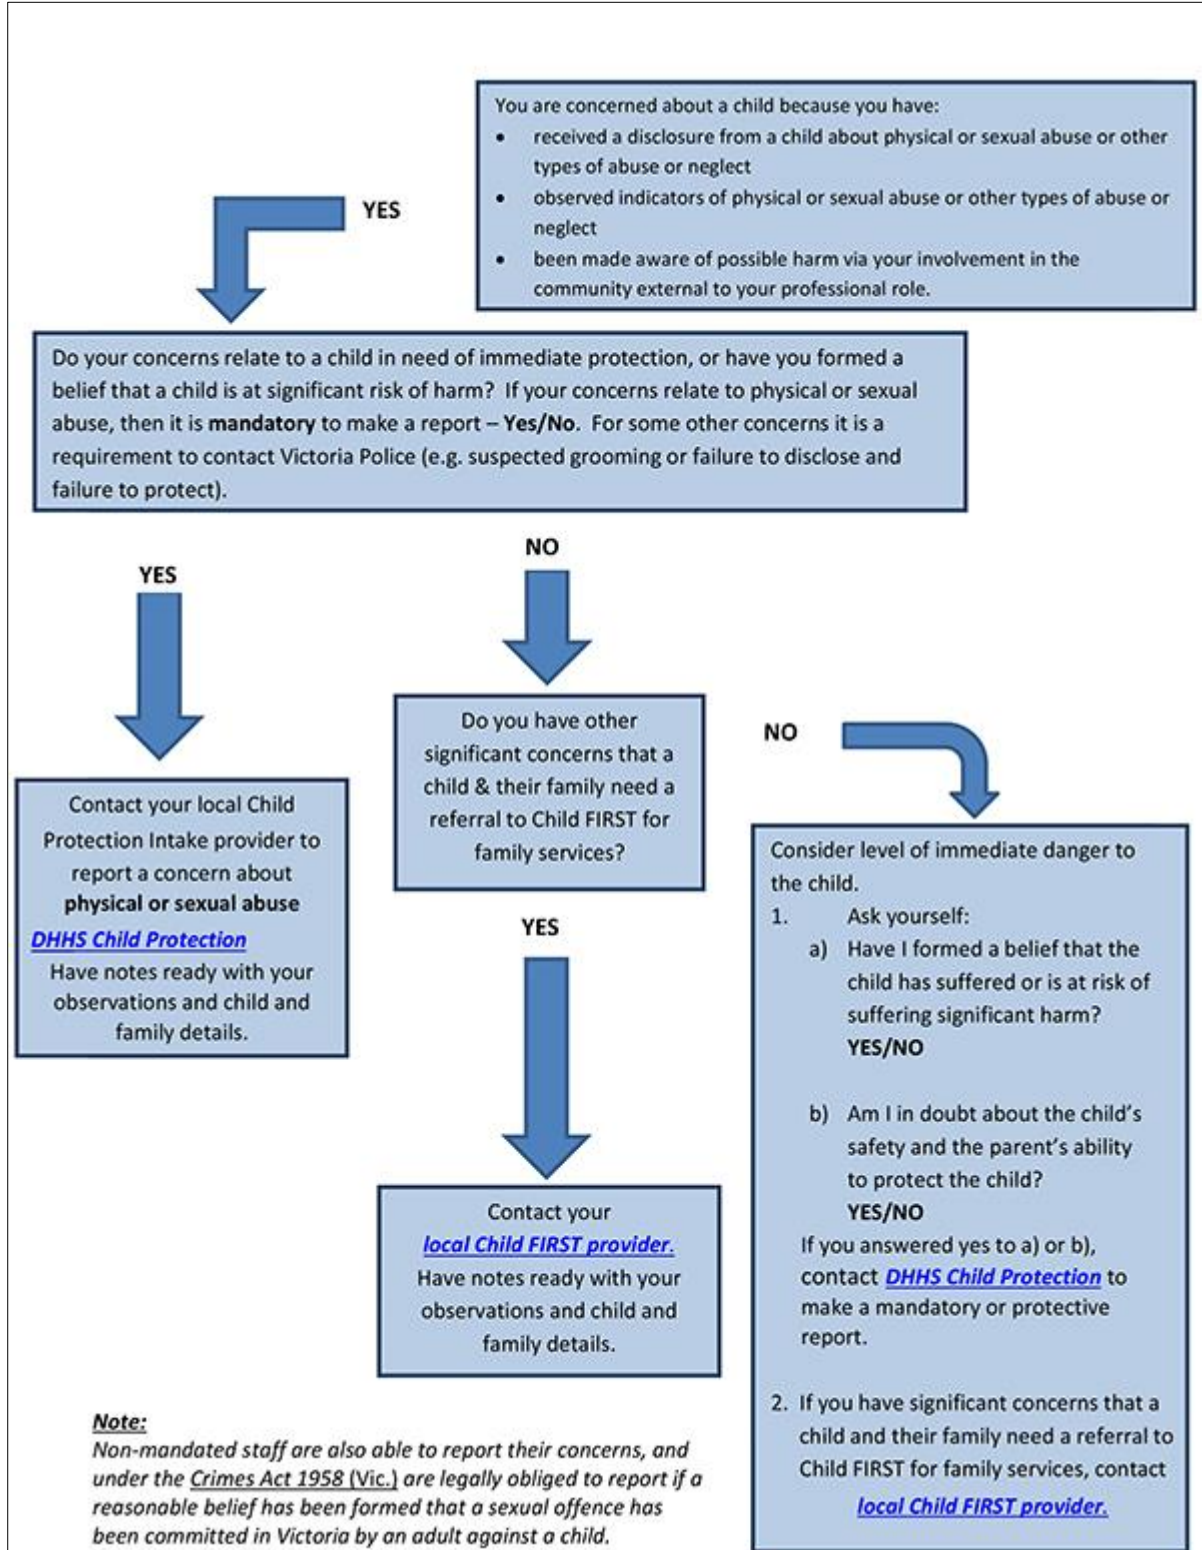 You are concerned about a child because you have:
• received a disclosure from a child about physical or sexual abuse or other
types of abuse or neglect
• observed indicators of physical or sexual abuse or other types of abuse or
neglect
• been made aware of possible harm via your involvement in the
community external to your professional role.
YES
Do your concerns relate to a child in need of immediate protection, or have you formed a
belief that a child is at significant risk of harm? If your concerns relate to physical or sexual
abuse, then it is mandatory to make a report – Yes/No. For some other concerns it is a
requirement to contact Victoria Police (e.g. suspected grooming or failure to disclose and
failure to protect).
YES
Contact your local Child
Protection Intake provider to
report a concern about
physical or sexual abuse
DHHS Child Protection
Have notes ready with your
observations and child and
family details.
NO
Do you have other
significant concerns that a
child & their family need a
referral to Child FIRST for
family services?
YES
Contact your
local Child FIRST provider.
Have notes ready with your
observations and child and
family details.
NO
Consider level of immediate danger to
the child.
1. Ask yourself:
a) Have I formed a belief that the
child has suffered or is at risk of
suffering significant harm?
YES/NO
b) Am I in doubt about the child's
safety and the parent's ability
to protect the child?
YES/NO
If you answered yes to a) or b),
contact DHHS Child Protection to
make a mandatory or protective
report.
2. If you have significant concerns that a
child and their family need a referral to
Child FIRST for family services, contact
local Child FIRST provider.
Note:
Non-mandated staff are also able to report their concerns, and
under the Crimes Act 1958 (Vic.) are legally obliged to report if a
reasonable belief has been formed that a sexual offence has
been committed in Victoria by an adult against a child.